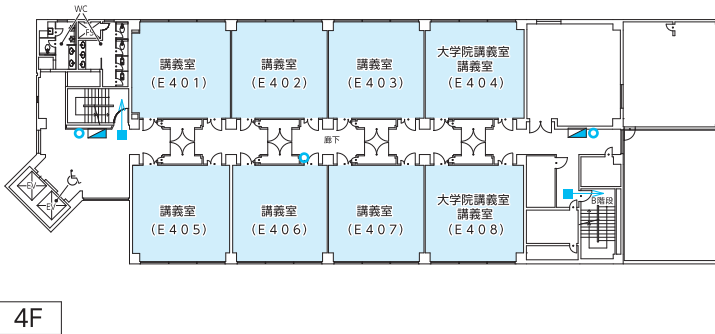 WC
FS
講義室
（E401）
講義室
（E402）
講義室
（E403）
大学院講義室
講義室
（E404）
廊下
EV
EV
B階段
講義室
（E405）
講義室
（E406）
講義室
（E407）
大学院講義室
講義室
（E408）
4F